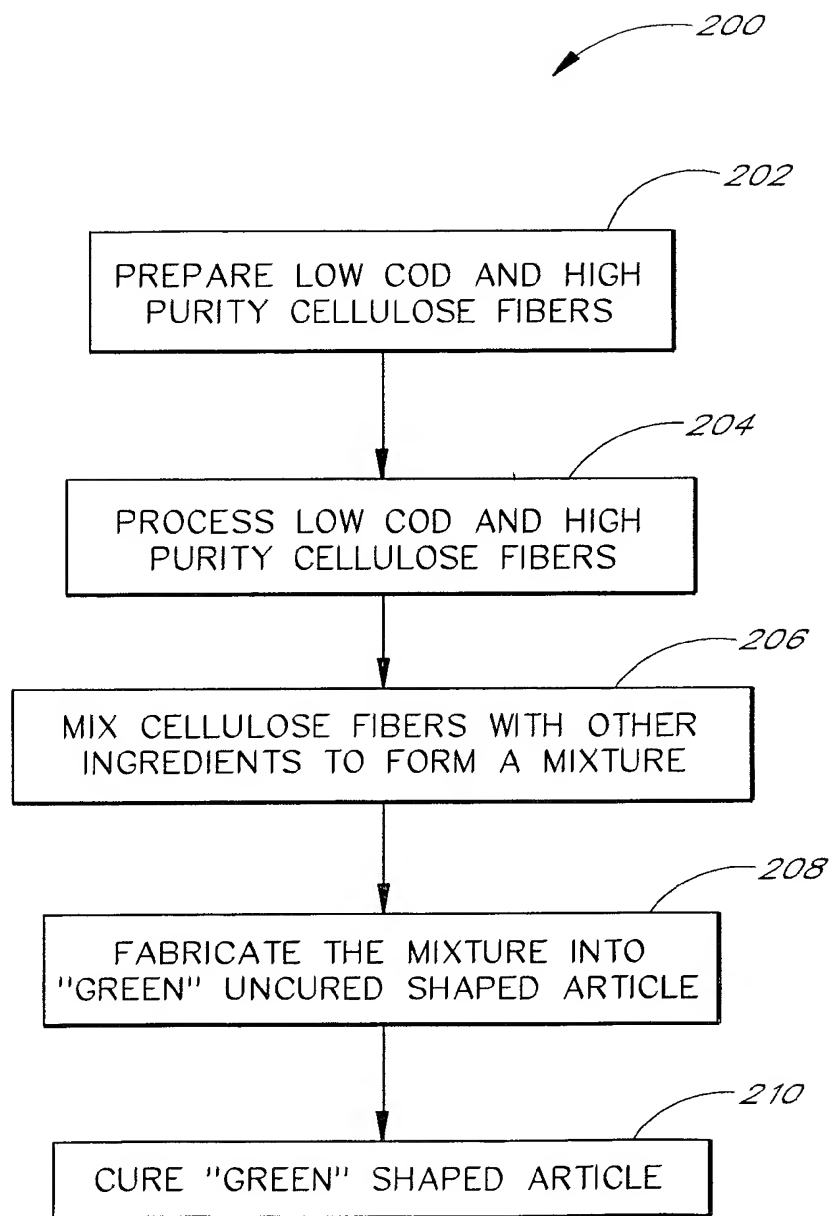 200
202
PREPARE LOW COD AND HIGH
PURITY CELLULOSE FIBERS
204
PROCESS LOW COD AND HIGH
PURITY CELLULOSE FIBERS
206
MIX CELLULOSE FIBERS WITH OTHER
INGREDIENTS TO FORM A MIXTURE
208
FABRICATE THE MIXTURE INTO
"GREEN" UNCURED SHAPED ARTICLE
210
CURE "GREEN" SHAPED ARTICLE